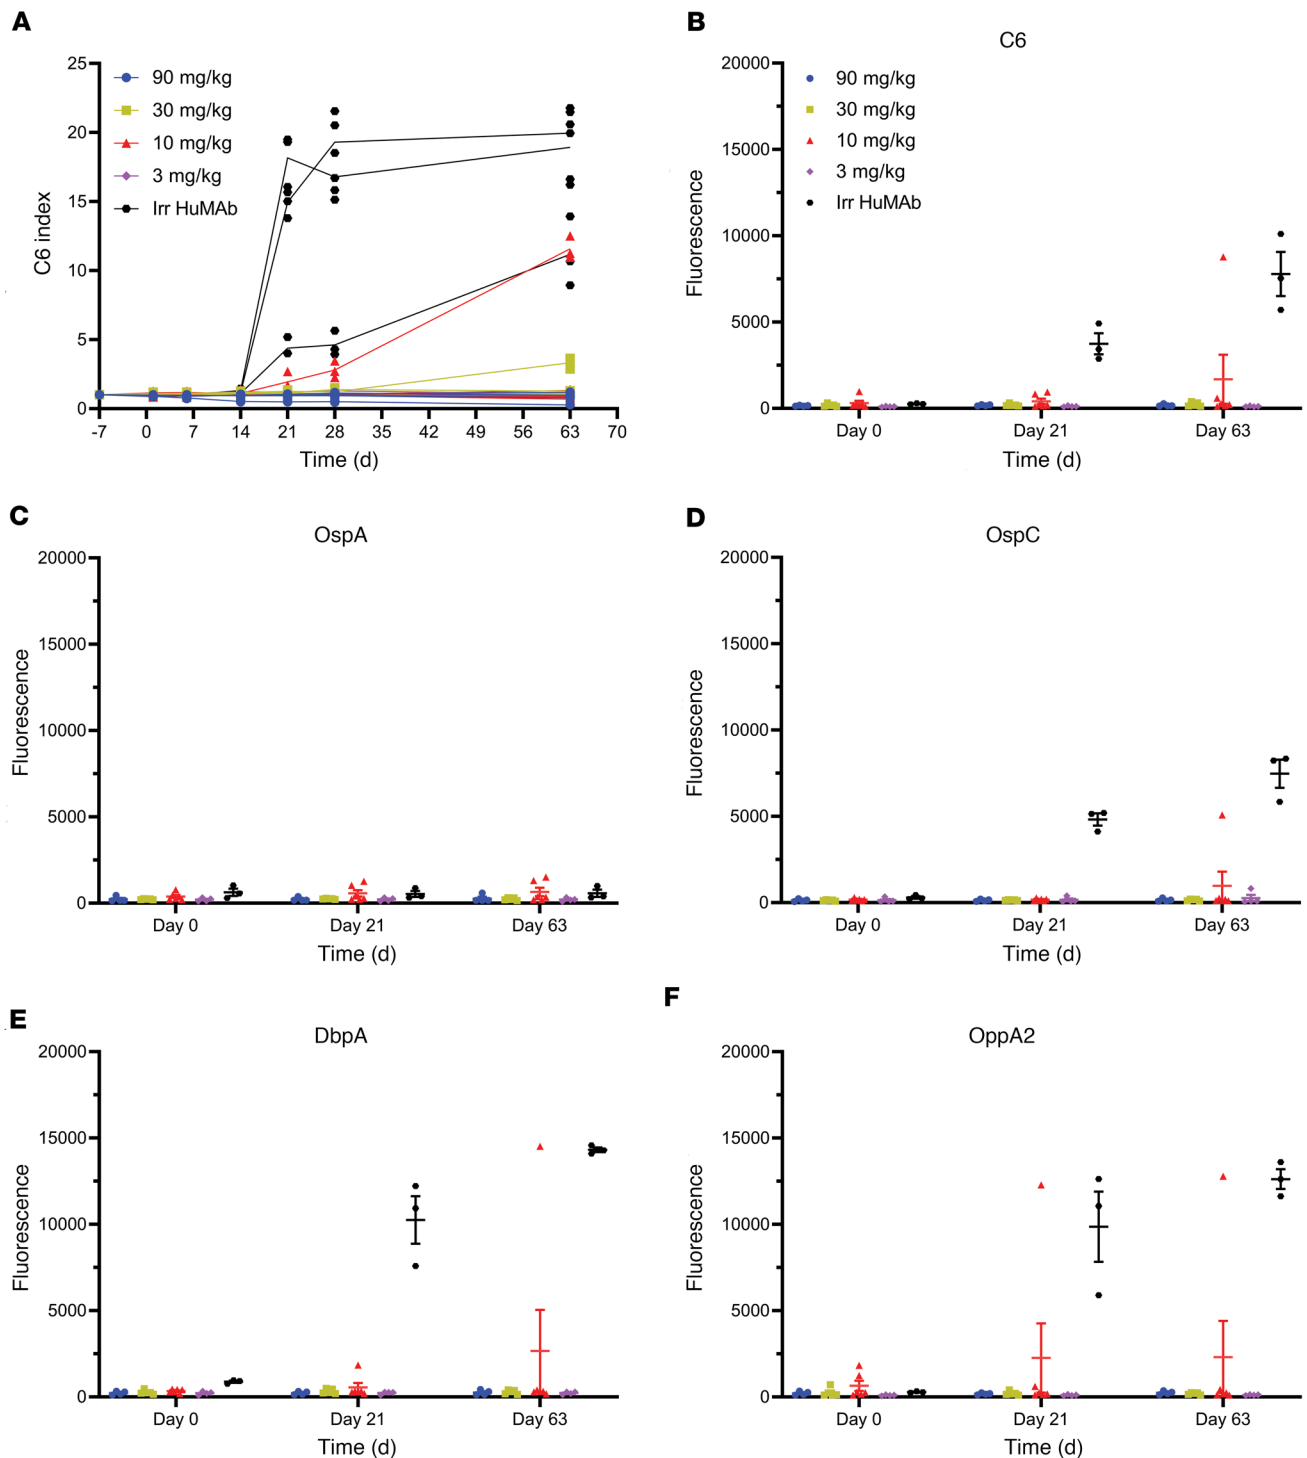 A
25
20
15
10
5
0
C6 index
90 mg/kg
30 mg/kg
10 mg/kg
3 mg/kg
Irr HuMAb
-7 0 7 14 21 28 35 42 49 56 63 70
Time (d)
B
C6
20000
15000
10000
5000
0
Fluorescence
90 mg/kg
30 mg/kg
10 mg/kg
3 mg/kg
Irr HuMAb
Day 0 Day 21 Day 63
Time (d)
C
OspA
20000
15000
10000
5000
0
Fluorescence
Day 0 Day 21 Day 63
Time (d)
D
OspC
20000
15000
10000
5000
0
Fluorescence
Day 0 Day 21 Day 63
Time (d)
E
DbpA
20000
15000
10000
5000
0
Fluorescence
Day 0 Day 21 Day 63
Time (d)
F
OppA2
20000
15000
10000
5000
0
Fluorescence
Day 0 Day 21 Day 63
Time (d)